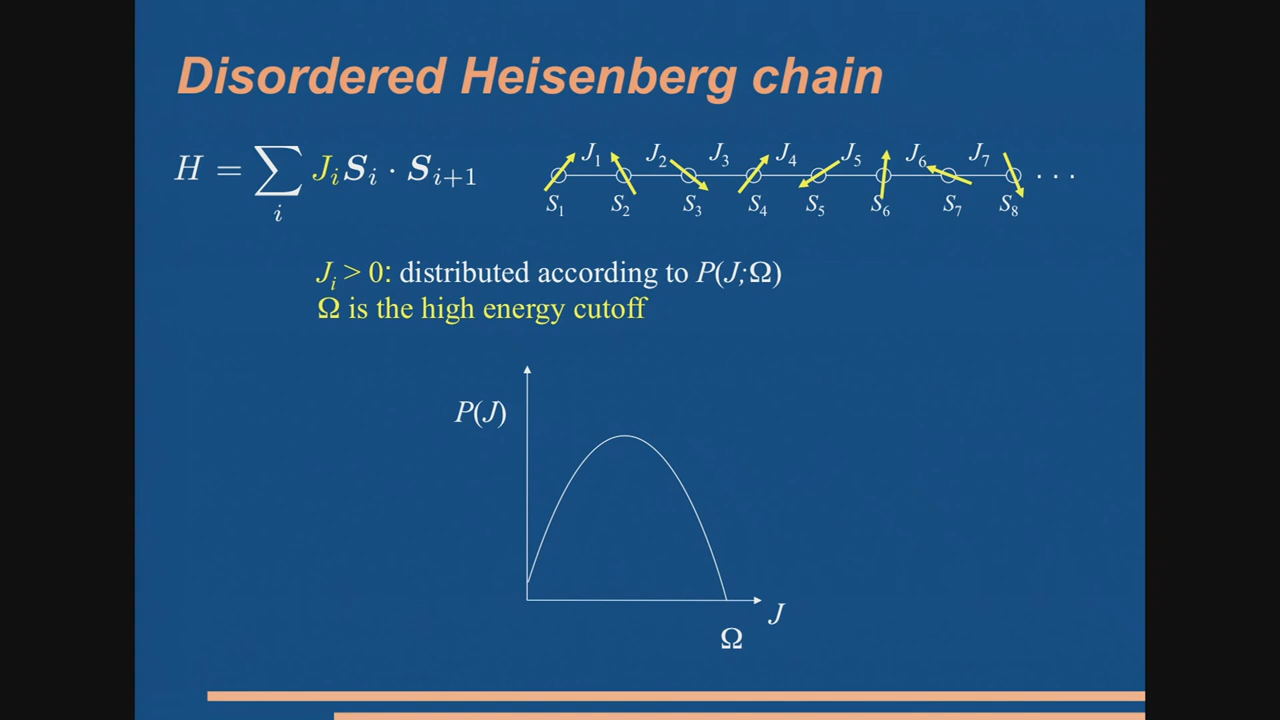 Disordered Heisenberg chain
H = ∑_i J_i S_i · S_{i+1}
J_1 J_2 J_3 J_4 J_5 J_6 J_7
S_1 S_2 S_3 S_4 S_5 S_6 S_7 S_8 . . .
J_i > 0: distributed according to P(J;Ω)
Ω is the high energy cutoff
P(J)
J
Ω